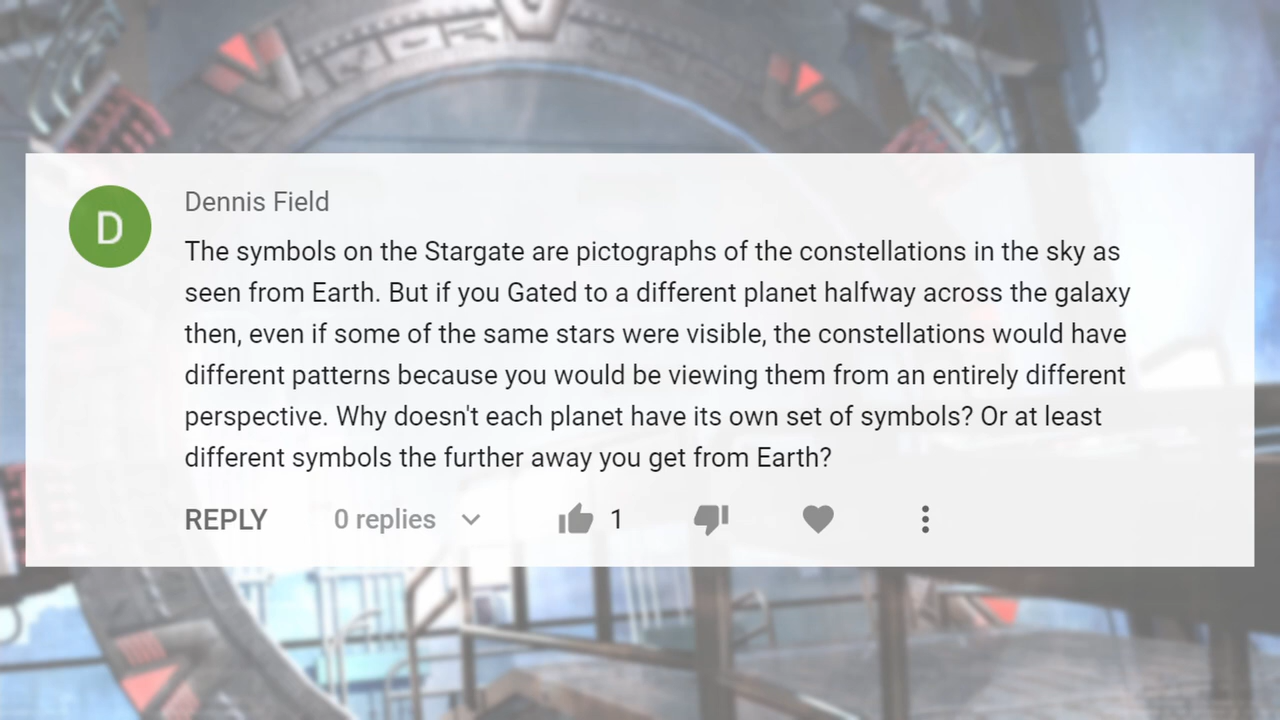 D
Dennis Field
The symbols on the Stargate are pictographs of the constellations in the sky as
seen from Earth. But if you Gated to a different planet halfway across the galaxy
then, even if some of the same stars were visible, the constellations would have
different patterns because you would be viewing them from an entirely different
perspective. Why doesn't each planet have its own set of symbols? Or at least
different symbols the further away you get from Earth?
REPLY 0 replies 1